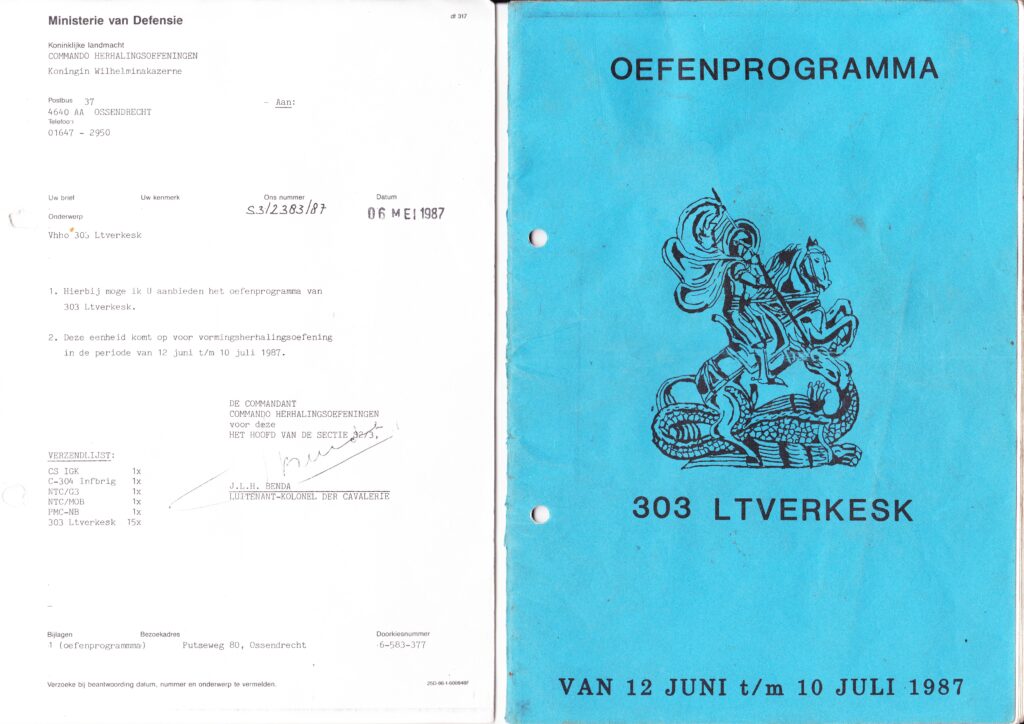 Ministerie van Defensie
dt 317
Koninklijke landmacht
COMMANDO HERHALINGSOEFENINGEN
Koningin Wilhelminakazerne
Postbus 37
4640 AA OSSENDRECHT
Telefoon
01647 - 2950
- Aan:
Uw brief Uw kenmerk Ons nummer Datum
S3/2383/87 06 MEI 1987
Onderwerp
Vhho 303 Ltverkesk
1. Hierbij moge ik U aanbieden het oefenprogramma van
303 Ltverkesk.
2. Deze eenheid komt op voor vormingsherhalingsoefening
in de periode van 12 juni t/m 10 juli 1987.
DE COMMANDANT
COMMANDO HERHALINGSOEFENINGEN
voor deze
HET HOOFD VAN DE SECTIE
J.L.H. BENDA
LUITENANT-KOLONEL DER CAVALERIE
VERZENDLIJST:
CS IGK 1x
C-304 Infbrig 1x
NTC/G3 1x
NTC/MOB 1x
PMC-NB 1x
303 Ltverkesk 15x
Bijlagen Bezoekadres Doorkiesnummer
1 (oefenprogrammma) Putseweg 80, Ossendrecht 6-583-377
Verzoeke bij beantwoording datum, nummer en onderwerp te vermelden.
OEFENPROGRAMMA
303 LTVERKESK
VAN 12 JUNI t/m 10 JULI 1987